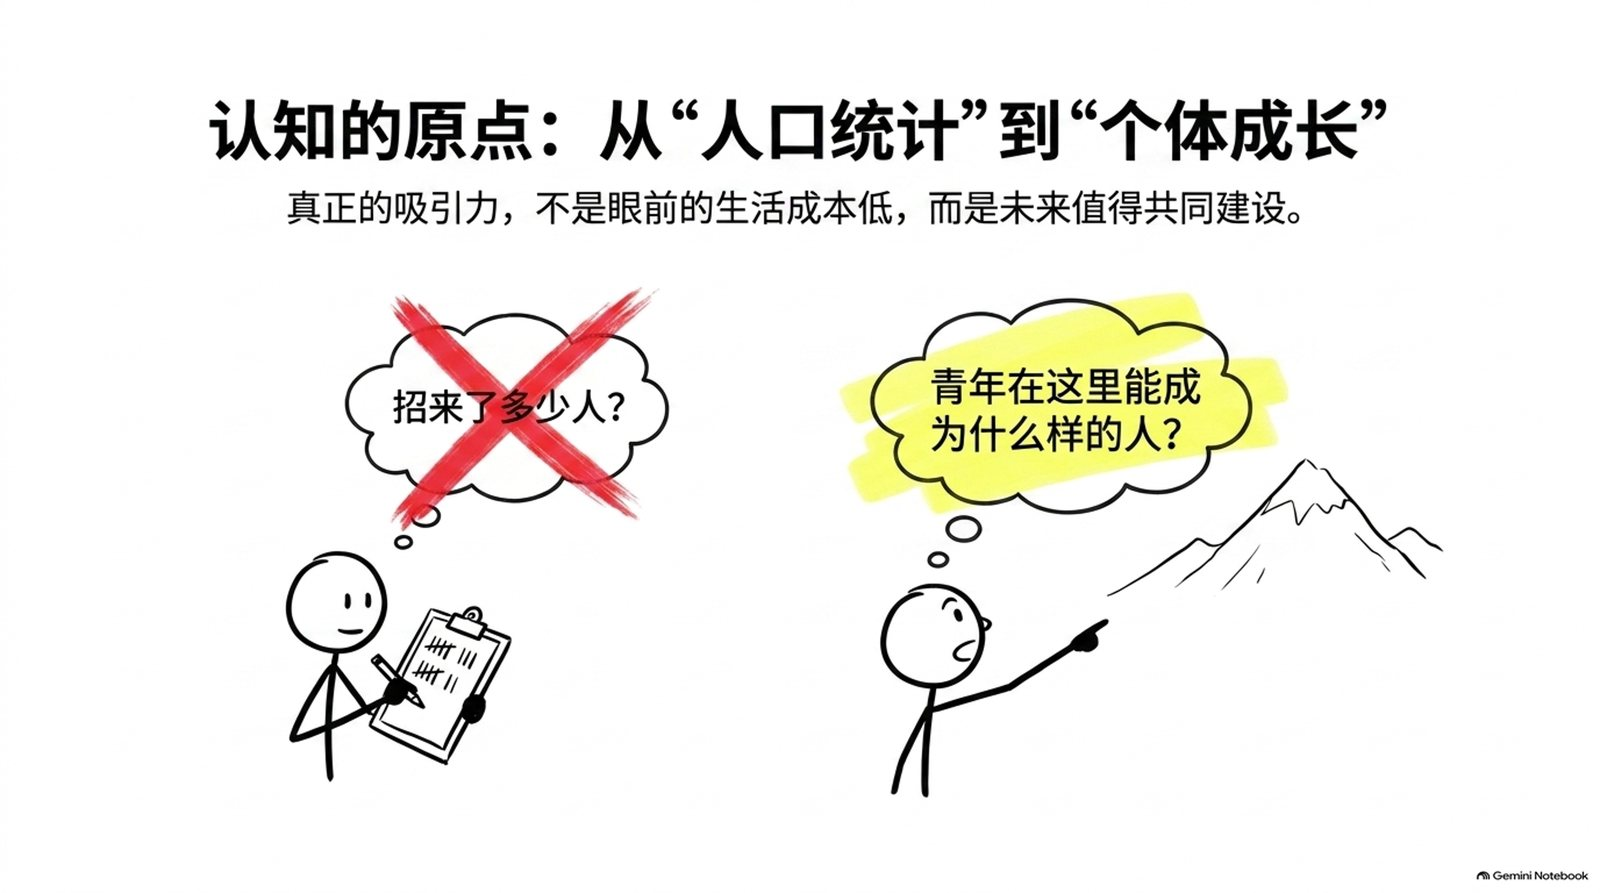 认知的原点：从“人口统计”到“个体成长”
真正的吸引力，不是眼前的生活成本低，而是未来值得共同建设。
招来了多少人？
青年在这里能成
为什么样的人？
Gemini Notebook